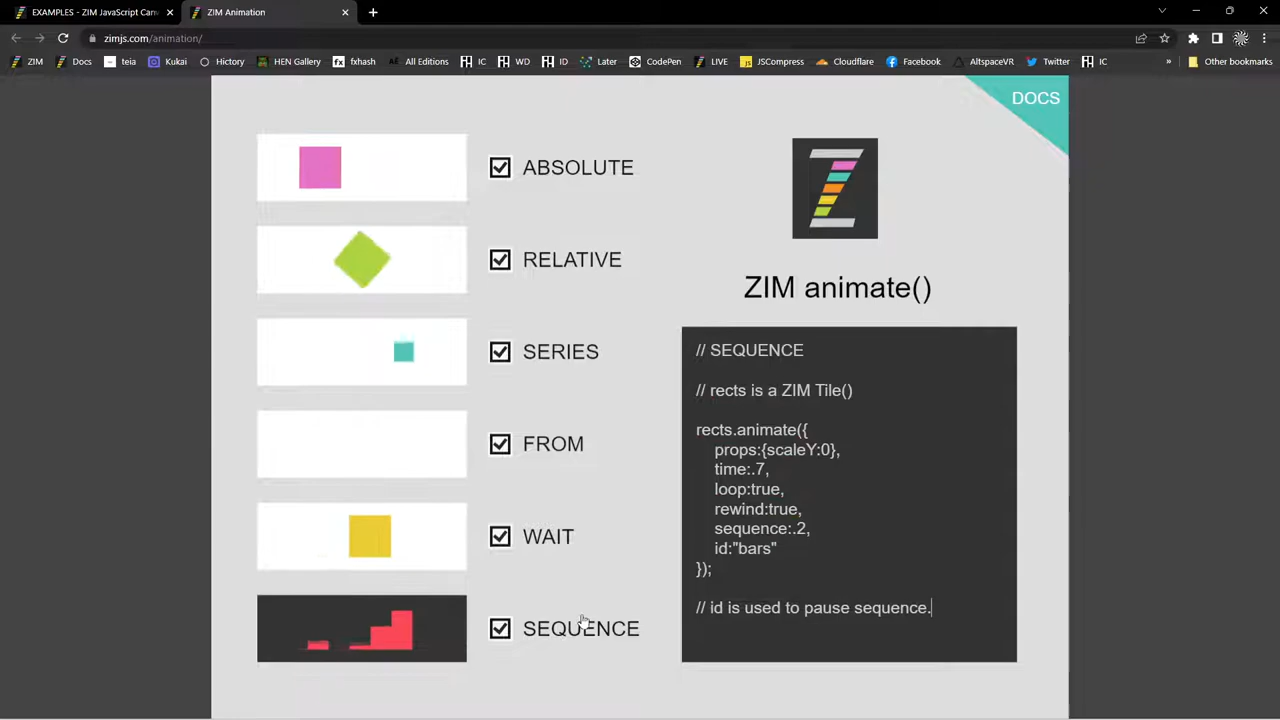 EXAMPLES - ZIM JavaScript Canv
ZIM Animation
zimjs.com/animation/
ZIM
Docs
teia
Kukai
Hictory
HEN Gallery
fxhash
All Editions
IC
WD
ID
Later
CodePen
LIVE
JSCompress
Cloudflare
Facebook
AltspaceVR
Twitter
IC
»
Other bookmarks
DOCS
ABSOLUTE
RELATIVE
SERIES
FROM
WAIT
SEQUENCE
ZIM animate()
// SEQUENCE
// rects is a ZIM Tile()
rects.animate({
props:{scaleY:0},
time:.7,
loop:true,
rewind:true,
sequence:.2,
id:"bars"
});
// id is used to pause sequence.